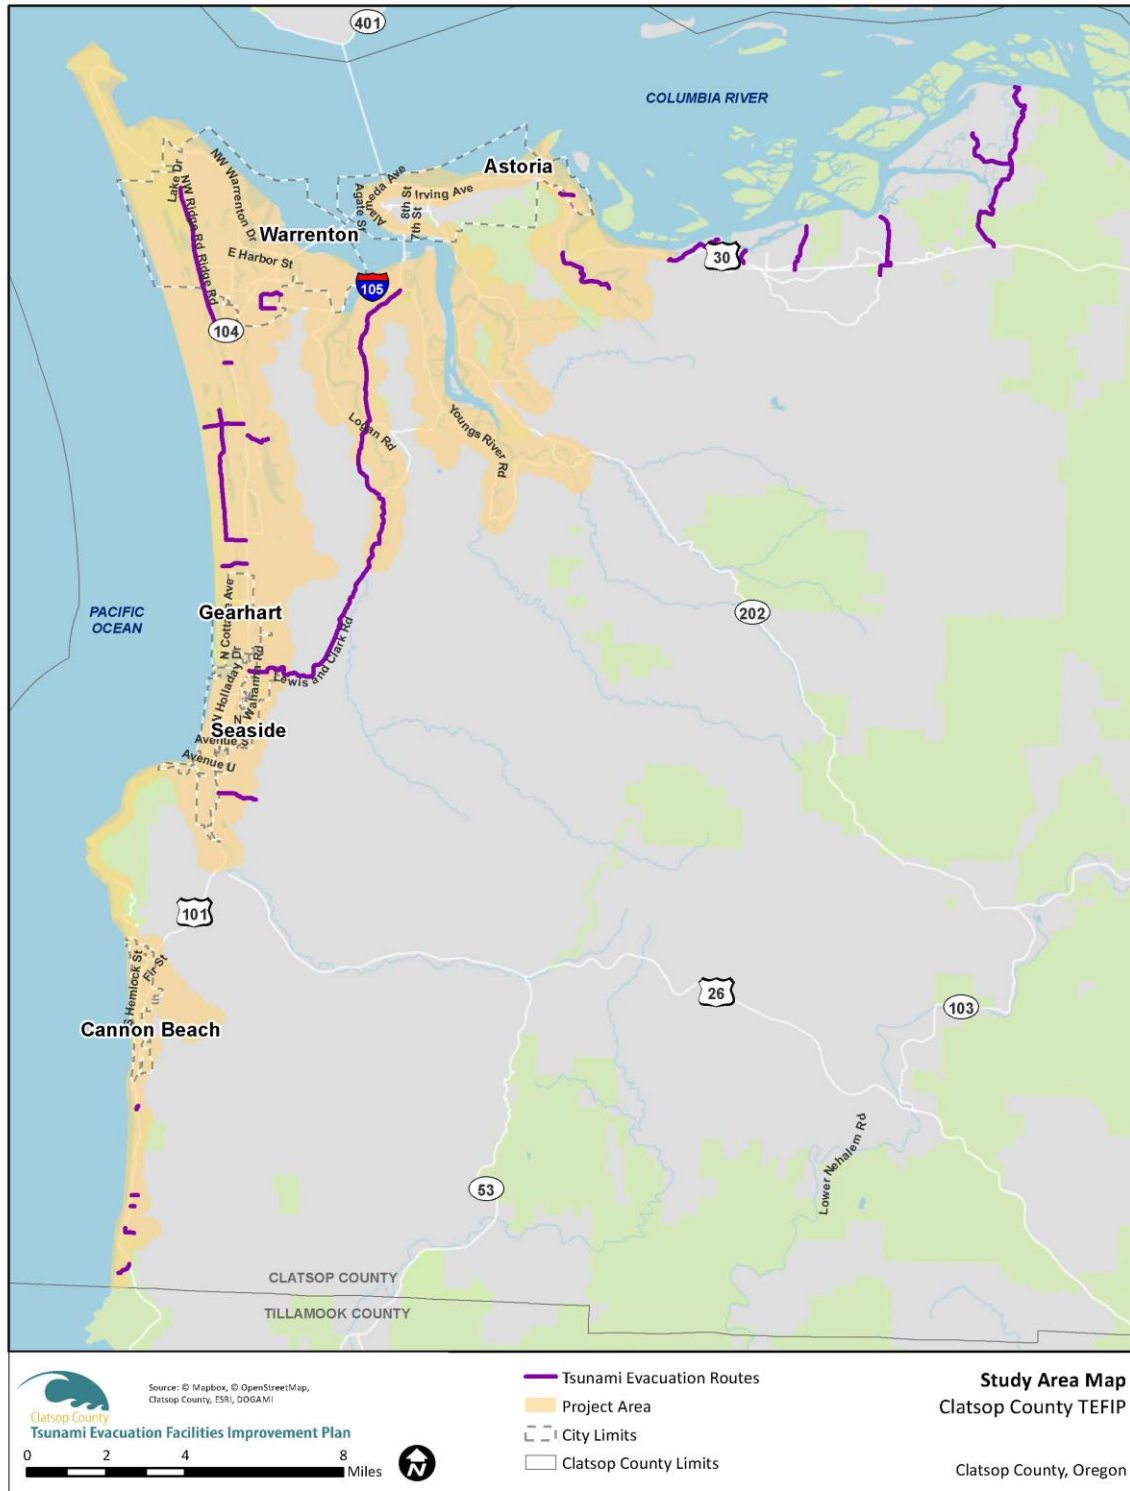 401
COLUMBIA RIVER
Astoria
Lake Dr
NW Warrenton Dr
NW Ridge Rd
Ridge Rd
Agate St
Alameda Ave
8th St
7th St
Irving Ave
Warrenton
E Harbor St
30
105
104
Logan Rd
Youngs River Rd
PACIFIC
OCEAN
Gearhart
N Cottage Ave
202
N Holladay Dr
N Wahanna Rd
Lewis and Clark Rd
Seaside
Avenue S
Avenue U
101
S Hemlock St
Fir St
26
103
Cannon Beach
Lower Nehalem Rd
53
CLATSOP COUNTY
TILLAMOOK COUNTY
Clatsop County
Source: © Mapbox, © OpenStreetMap,
Clatsop County, ESRI, DOGAMI
Tsunami Evacuation Facilities Improvement Plan
0 2 4 8
Miles
N
Tsunami Evacuation Routes
Project Area
City Limits
Clatsop County Limits
Study Area Map
Clatsop County TEFIP
Clatsop County, Oregon